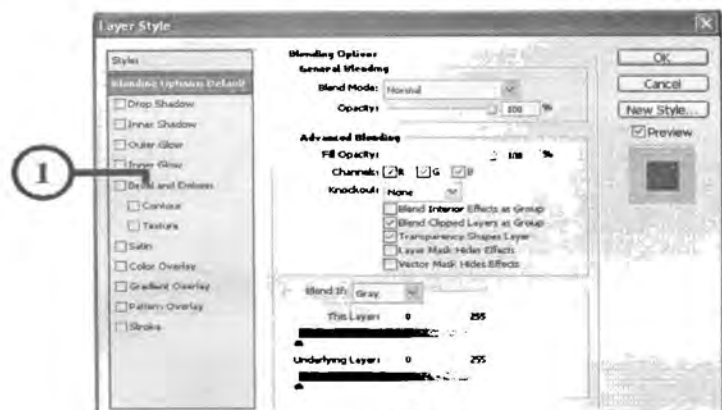 Layer Style
Styles
Blending Options: Default
Drop Shadow
Inner Shadow
Outer Glow
Inner Glow
Bevel and Emboss
Contour
Texture
Satin
Color Overlay
Gradient Overlay
Pattern Overlay
Stroke
1
Blending Options
General Blending
Blend Mode: Normal
Opacity: 100 %
Advanced Blending
Fill Opacity: 100 %
Channels: R G B
Knockout: None
Blend Interior Effects as Group
Blend Clipped Layers as Group
Transparency Shapes Layer
Layer Mask Hides Effects
Vector Mask Hides Effects
Blend If: Gray
This Layer: 0 255
Underlying Layer: 0 255
OK
Cancel
New Style...
Preview